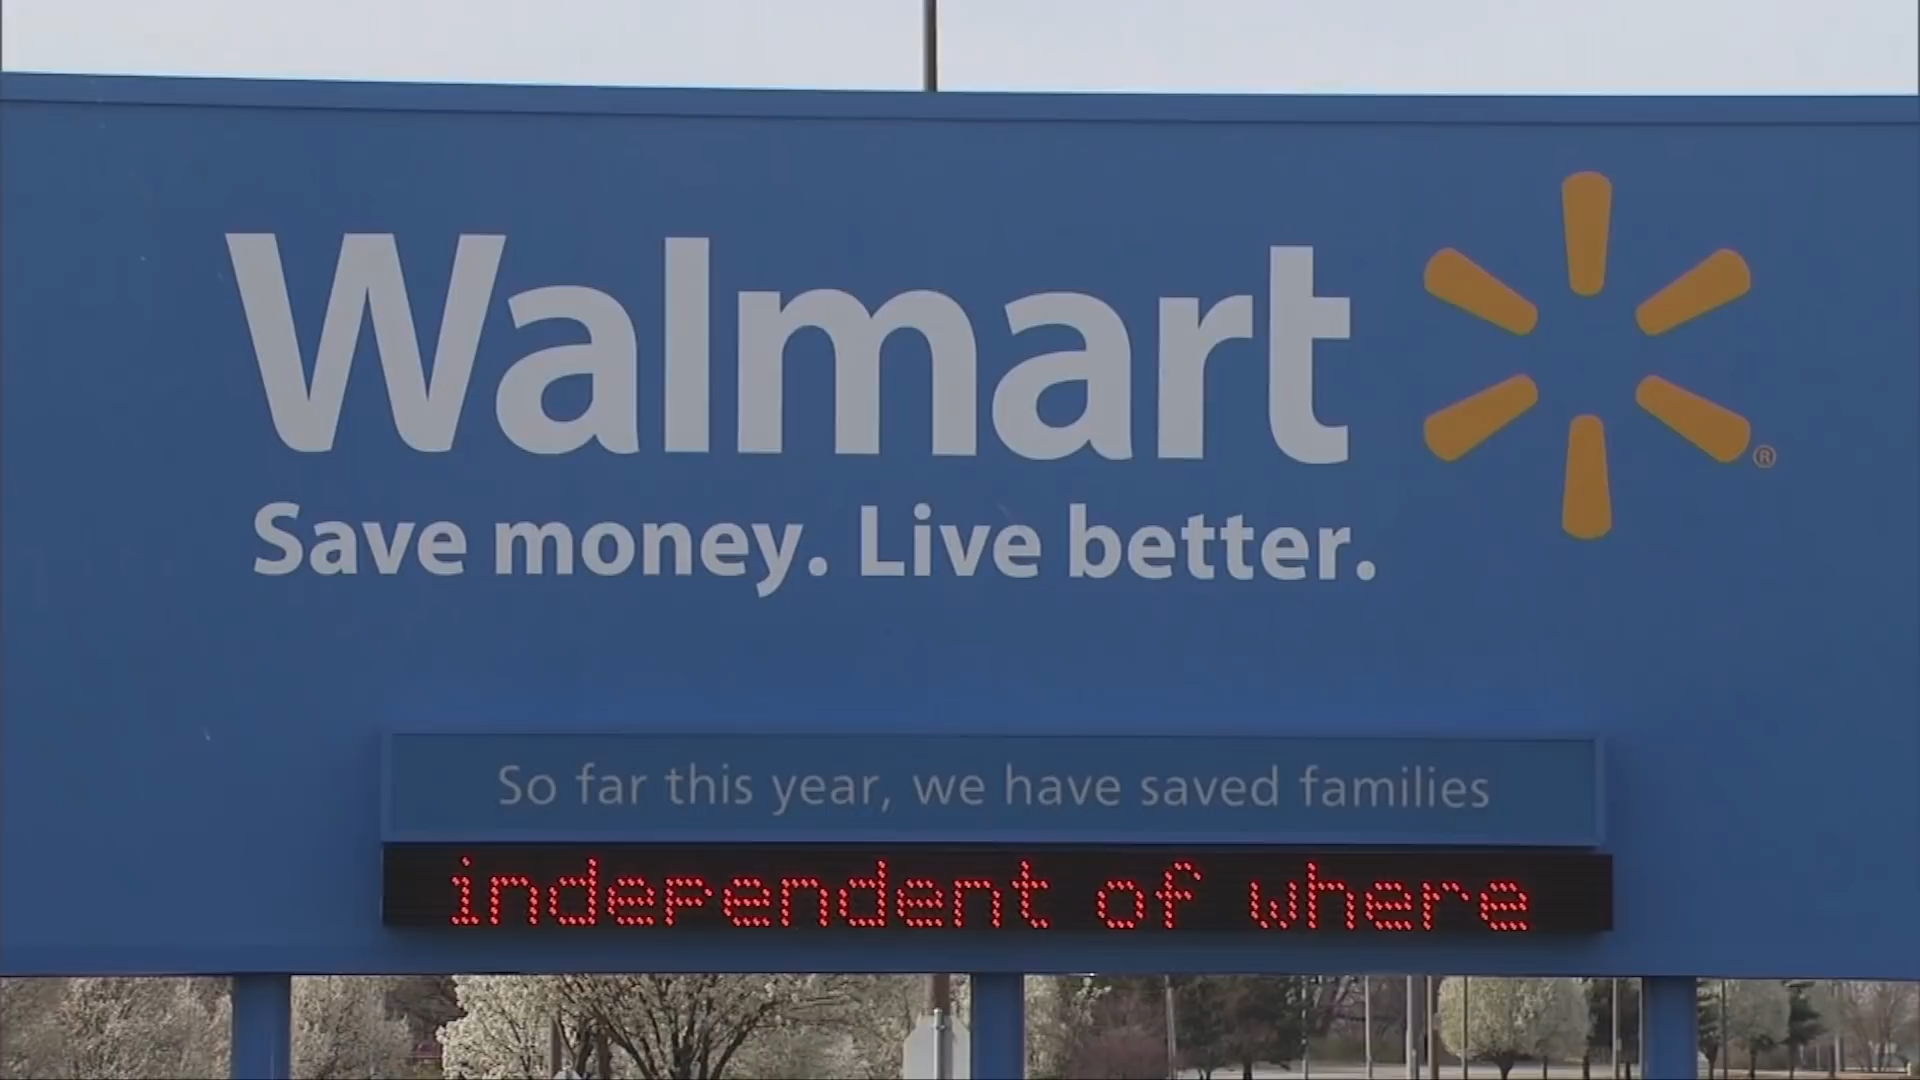 Walmart
®
Save money. Live better.
So far this year, we have saved families
independent of where